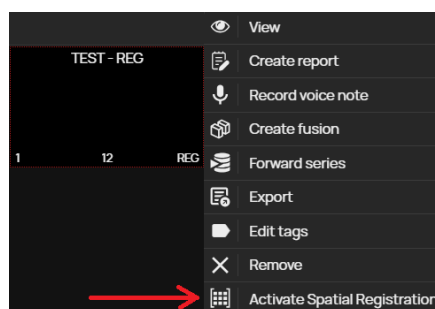 View
TEST - REG
Create report
Record voice note
Create fusion
1 12 REG
Forward series
Export
Edit tags
Remove
Activate Spatial Registration